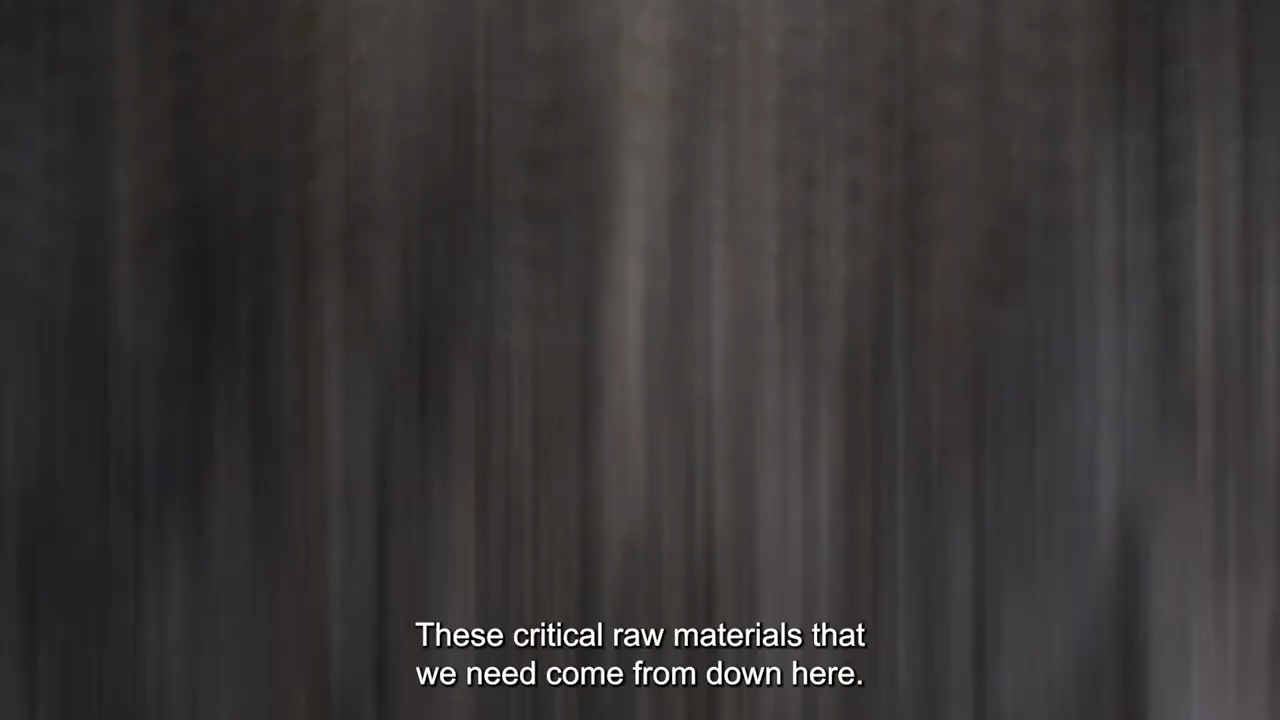 These critical raw materials that
we need come from down here.